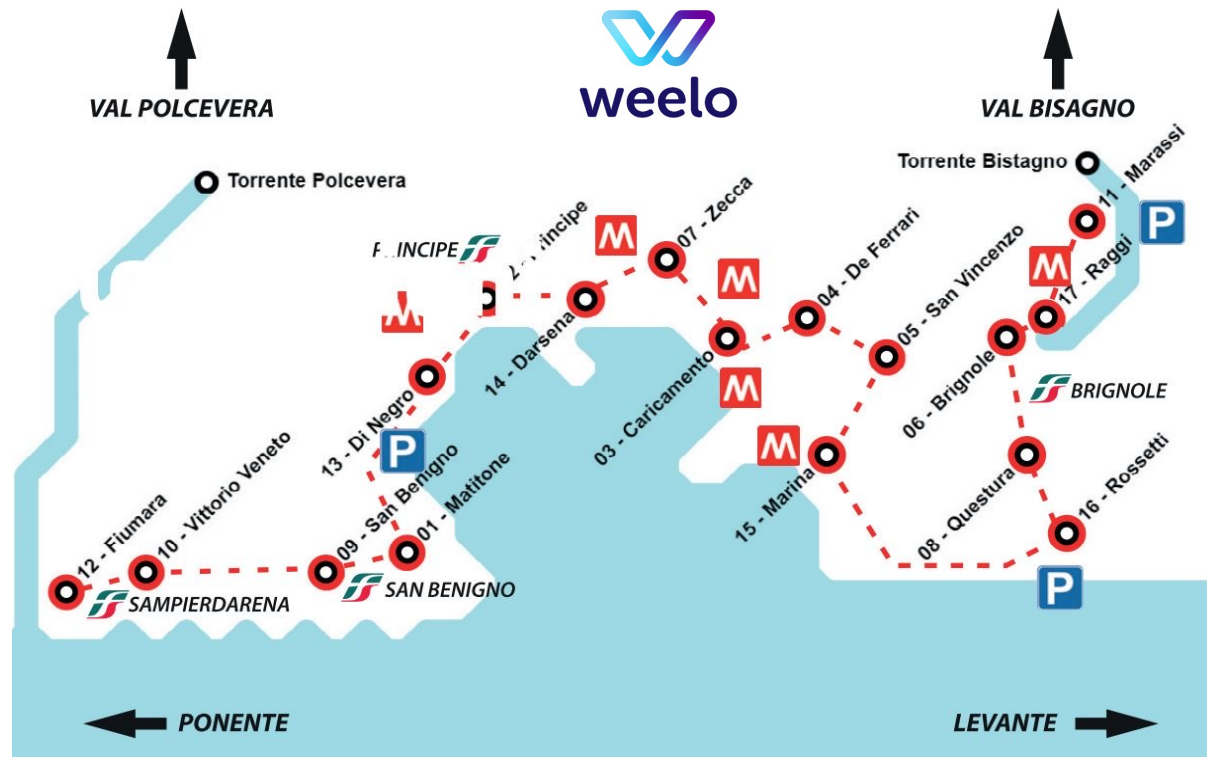 weelo
VAL POLCEVERA
VAL BISAGNO
Torrente Polcevera
Torrente Bistagno
11 - Marassi
P
07 - Zecca
M
04 - De Ferrari
05 - San Vincenzo
M
17 - Raggi
M
14 - Darsena
03 - Caricamento
M
06 - Brignole
BRIGNOLE
13 - Di Negro
P
M
15 - Marina
08 - Questura
16 - Rossetti
P
12 - Fiumara
10 - Vittorio Veneto
09 - San Benigno
01 - Matitone
SAMPIERDARENA
SAN BENIGNO
PONENTE
LEVANTE